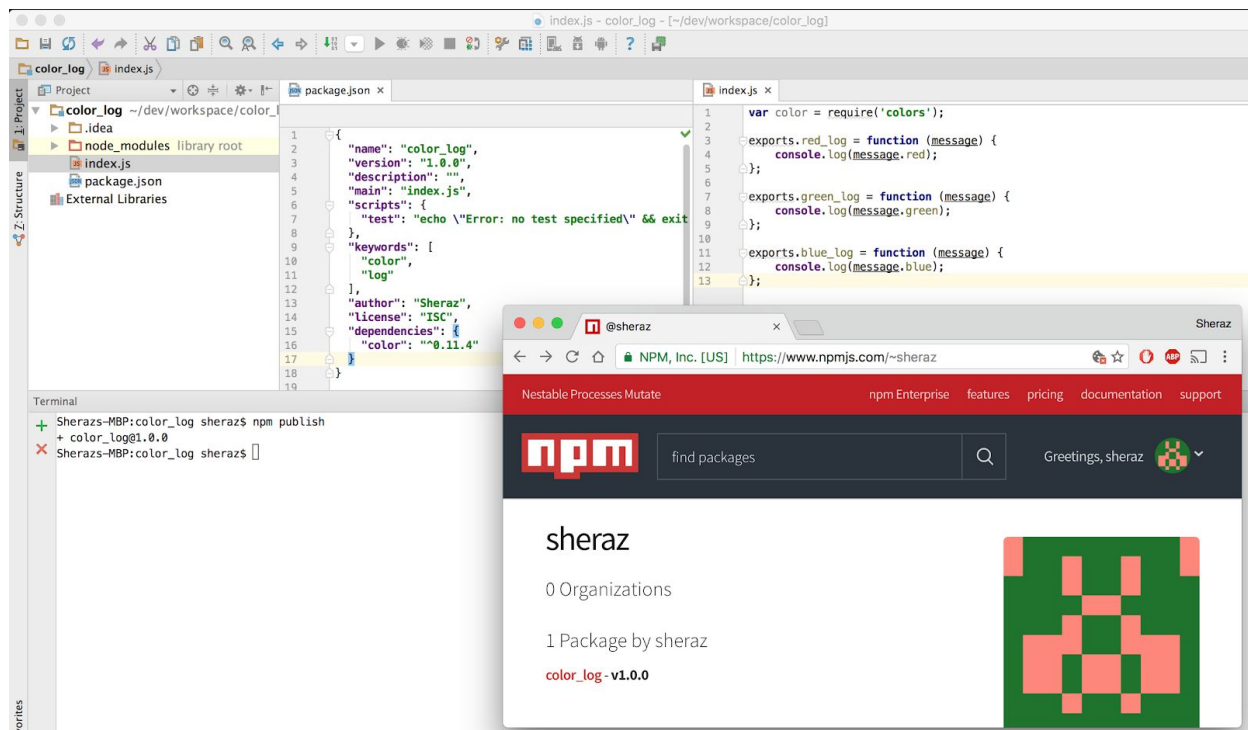 index.js - color_log - [~/dev/workspace/color_log]
color_log index.js
1: Project
Z: Structure
Project
color_log ~/dev/workspace/color_l
.idea
node_modules library root
index.js
package.json
External Libraries
package.json ×
1 {
2 "name": "color_log",
3 "version": "1.0.0",
4 "description": "",
5 "main": "index.js",
6 "scripts": {
7 "test": "echo \"Error: no test specified\" && exit
8 },
9 "keywords": [
10 "color",
11 "log"
12 ],
13 "author": "Sheraz",
14 "license": "ISC",
15 "dependencies": {
16 "color": "^0.11.4"
17 }
18 }
19
index.js ×
1 var color = require('colors');
2
3 exports.red_log = function (message) {
4 console.log(message.red);
5 };
6
7 exports.green_log = function (message) {
8 console.log(message.green);
9 };
10
11 exports.blue_log = function (message) {
12 console.log(message.blue);
13 };
Terminal
Sherazs-MBP:color_log sheraz$ npm publish
+ color_log@1.0.0
Sherazs-MBP:color_log sheraz$
orites
@sheraz ×
Sheraz
NPM, Inc. [US] https://www.npmjs.com/~sheraz
ABP
Nestable Processes Mutate
npm Enterprise features pricing documentation support
npm
find packages
Greetings, sheraz
sheraz
0 Organizations
1 Package by sheraz
color_log - v1.0.0